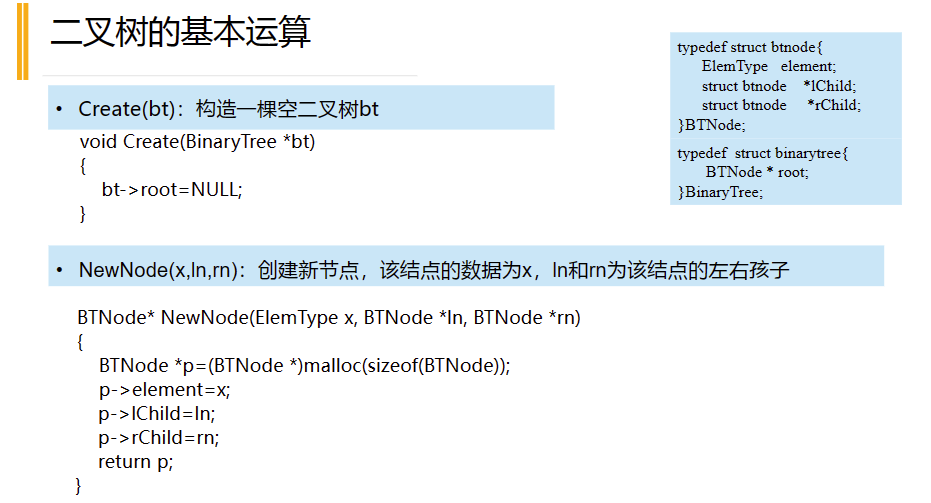 二叉树的基本运算
typedef struct btnode{
ElemType element;
struct btnode *lChild;
struct btnode *rChild;
}BTNode;
typedef struct binarytree{
BTNode * root;
}BinaryTree;
• Create(bt)：构造一棵空二叉树bt
void Create(BinaryTree *bt)
{
bt->root=NULL;
}
• NewNode(x,ln,rn)：创建新节点，该结点的数据为x，ln和rn为该结点的左右孩子
BTNode* NewNode(ElemType x, BTNode *ln, BTNode *rn)
{
BTNode *p=(BTNode *)malloc(sizeof(BTNode));
p->element=x;
p->lChild=ln;
p->rChild=rn;
return p;
}